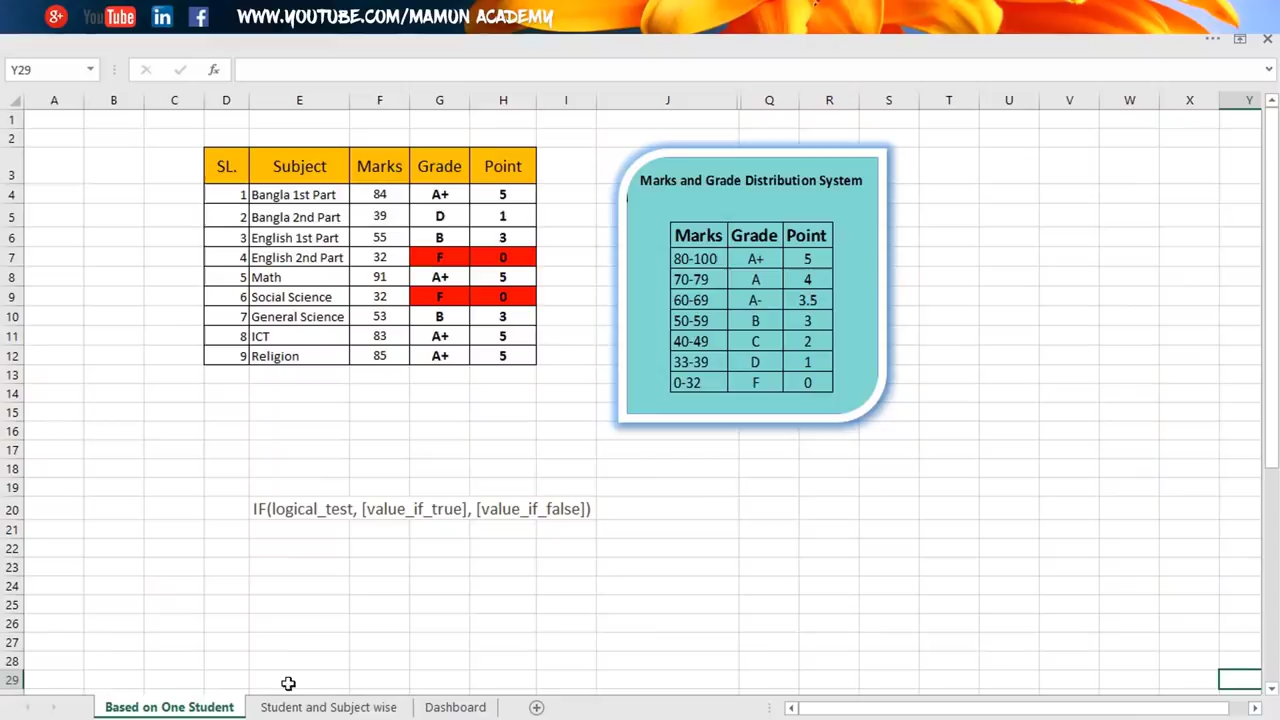 You Tube in f WWW.YOUTUBE.COM/MAMUN ACADEMY
Y29 fx
A B C D E F G H I J Q R S T U V W X Y
1
2
3 SL. Subject Marks Grade Point
4 1 Bangla 1st Part 84 A+ 5
5 2 Bangla 2nd Part 39 D 1
6 3 English 1st Part 55 B 3
7 4 English 2nd Part 32 F 0
8 5 Math 91 A+ 5
9 6 Social Science 32 F 0
10 7 General Science 53 B 3
11 8 ICT 83 A+ 5
12 9 Religion 85 A+ 5
13
14
15
16
17
18
19
20 IF(logical_test, [value_if_true], [value_if_false])
21
22
23
24
25
26
27
28
29
Marks and Grade Distribution System
Marks Grade Point
80-100 A+ 5
70-79 A 4
60-69 A- 3.5
50-59 B 3
40-49 C 2
33-39 D 1
0-32 F 0
Based on One Student Student and Subject wise Dashboard